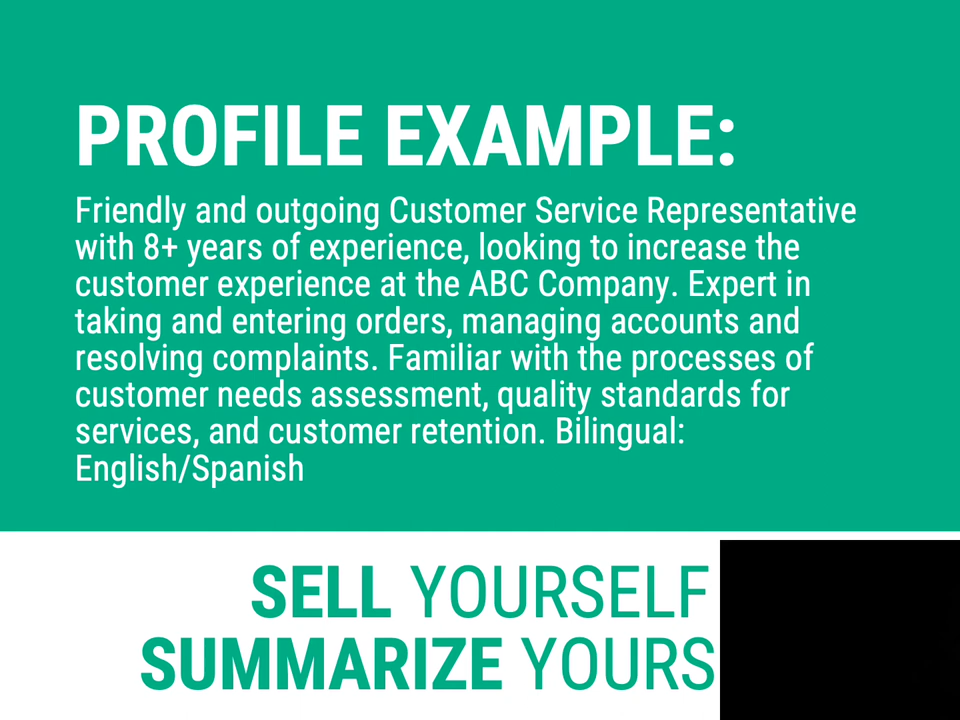 PROFILE EXAMPLE:
Friendly and outgoing Customer Service Representative
with 8+ years of experience, looking to increase the
customer experience at the ABC Company. Expert in
taking and entering orders, managing accounts and
resolving complaints. Familiar with the processes of
customer needs assessment, quality standards for
services, and customer retention. Bilingual:
English/Spanish
SELL YOURSELF
SUMMARIZE YOURS